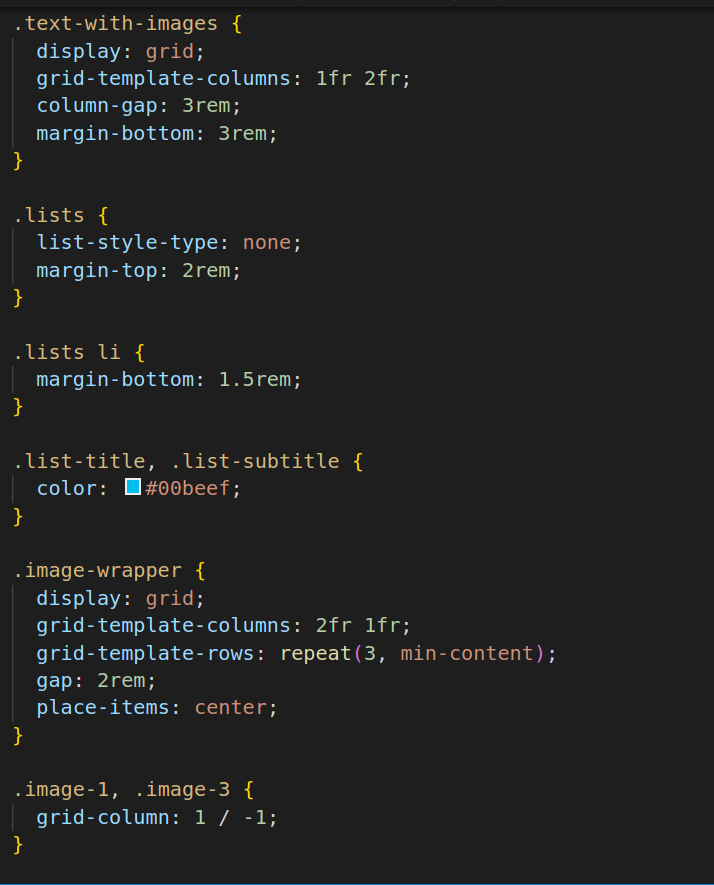 .text-with-images {
  display: grid;
  grid-template-columns: 1fr 2fr;
  column-gap: 3rem;
  margin-bottom: 3rem;
}

.lists {
  list-style-type: none;
  margin-top: 2rem;
}

.lists li {
  margin-bottom: 1.5rem;
}

.list-title, .list-subtitle {
  color: #00beef;
}

.image-wrapper {
  display: grid;
  grid-template-columns: 2fr 1fr;
  grid-template-rows: repeat(3, min-content);
  gap: 2rem;
  place-items: center;
}

.image-1, .image-3 {
  grid-column: 1 / -1;
}